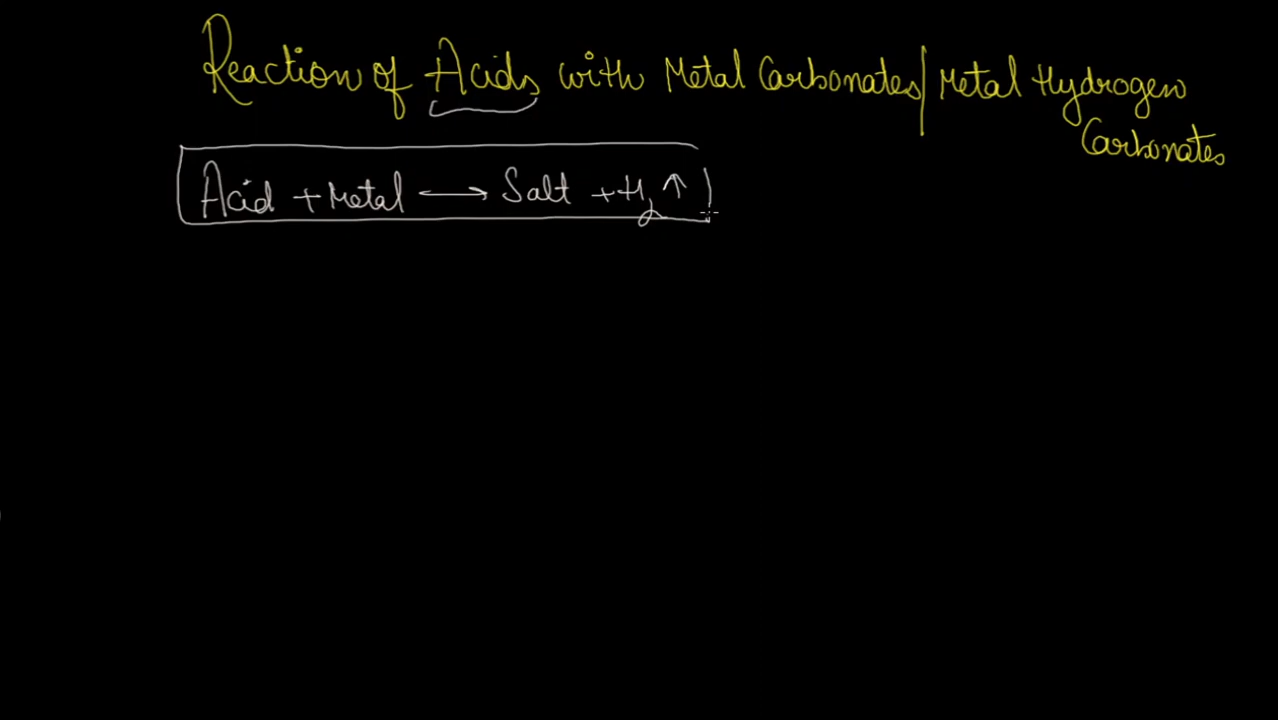 Reaction of Acids with Metal Carbonates/Metal Hydrogen
Carbonates
Acid + Metal ⟶ Salt + H₂↑